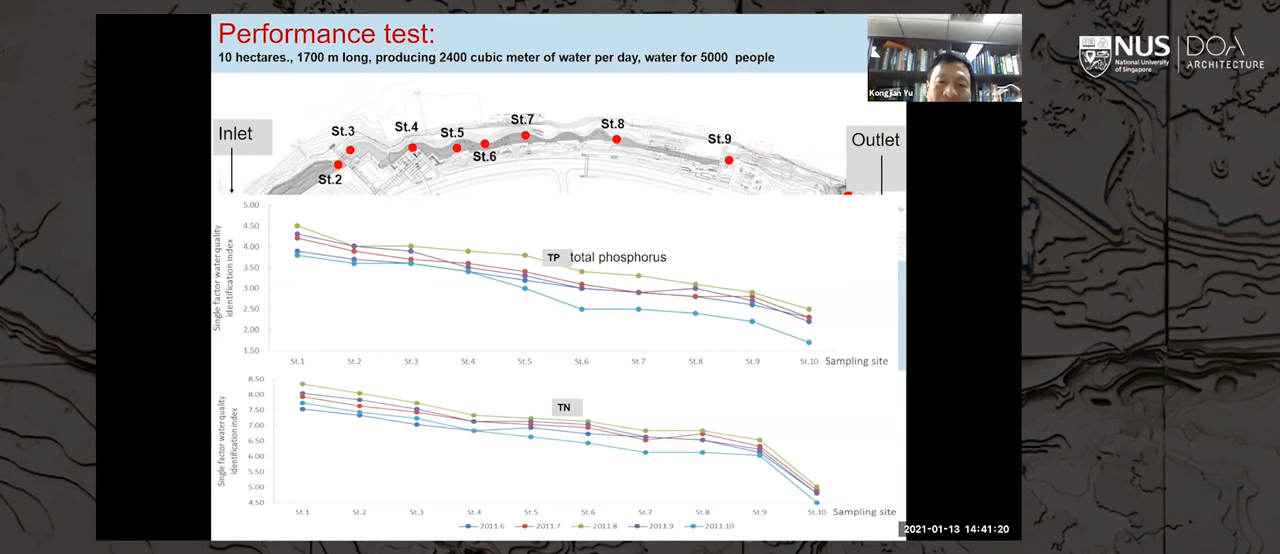 Performance test:
10 hectares., 1700 m long, producing 2400 cubic meter of water per day, water for 5000 people
Kongjian Yu
NUS
National University
of Singapore
DOA
ARCHITECTURE
Inlet
St.2
St.3
St.4
St.5
St.6
St.7
St.8
St.9
Outlet
Single factor water quality
identification index
5.00
4.50
4.00
3.50
3.00
2.50
2.00
1.50
TP total phosphorus
St.1 St.2 St.3 St.4 St.5 St.6 St.7 St.8 St.9 St.10 Sampling site
Single factor water quality
identification index
8.50
8.00
7.50
7.00
6.50
6.00
5.50
5.00
4.50
TN
St.1 St.2 St.3 St.4 St.5 St.6 St.7 St.8 St.9 St.10 Sampling site
2011.6 2011.7 2011.8 2011.9 2011.10
2021-01-13 14:41:20